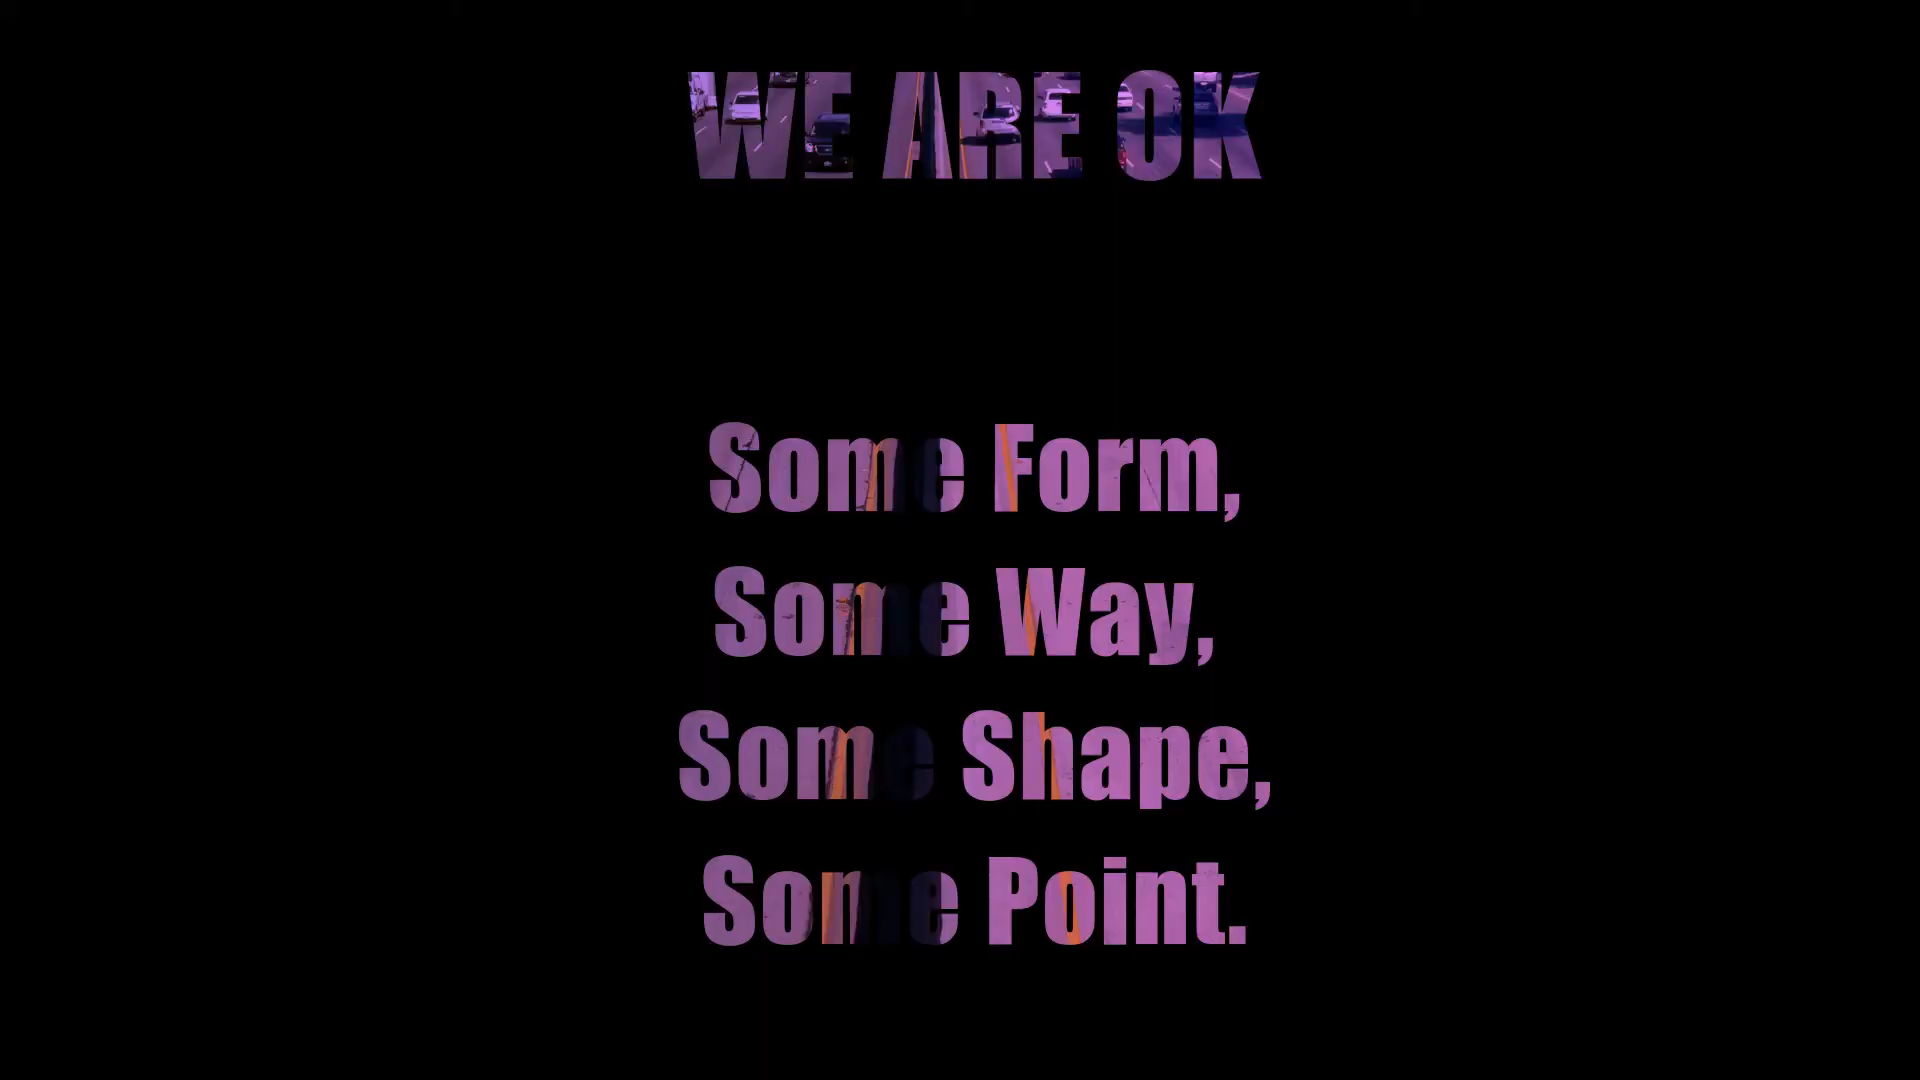 WE ARE OK
Some Form,
Some Way,
Some Shape,
Some Point.